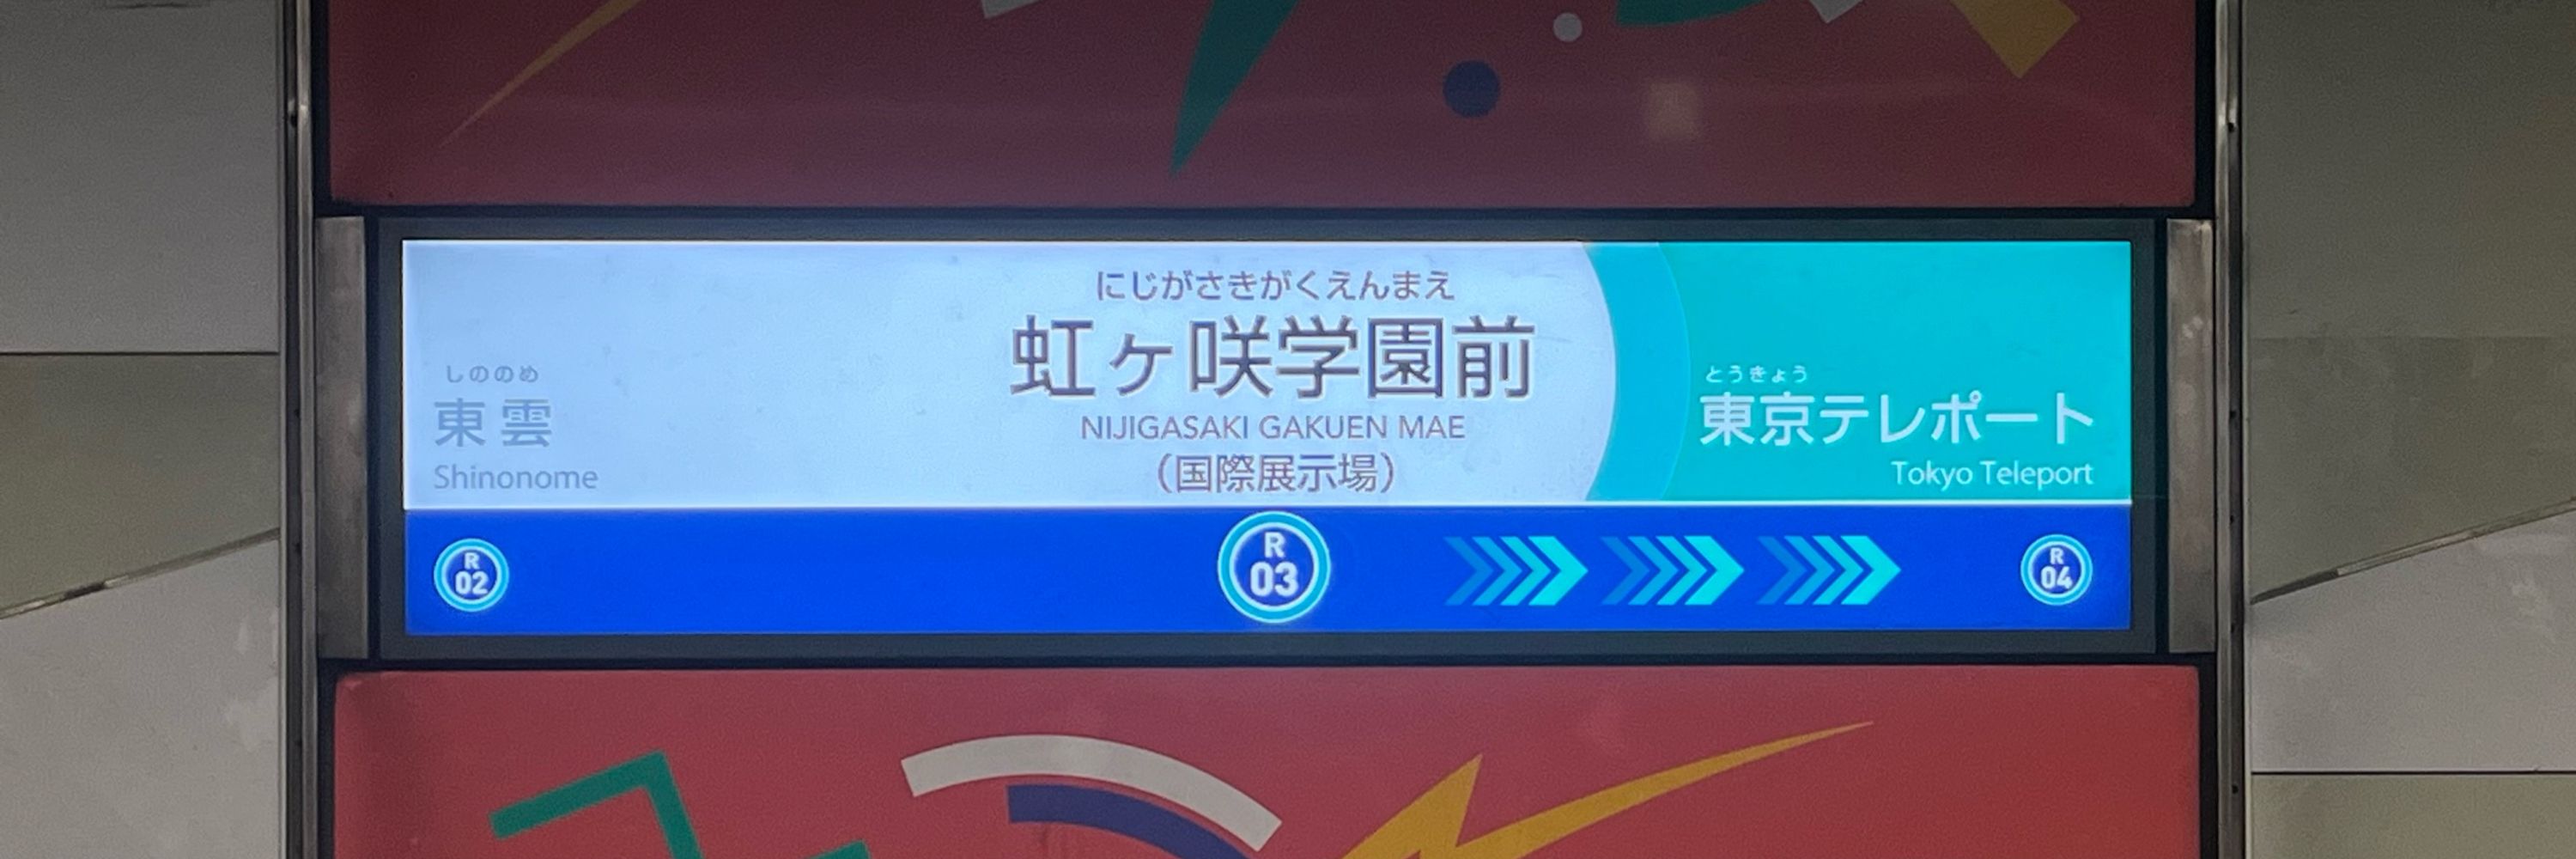 にじがさきがくえんまえ
虹ヶ咲学園前
NIJIGASAKI GAKUEN MAE
（国際展示場）
しののめ
東雲
Shinonome
とうきょう
東京テレポート
Tokyo Teleport
R
02
R
03
R
04